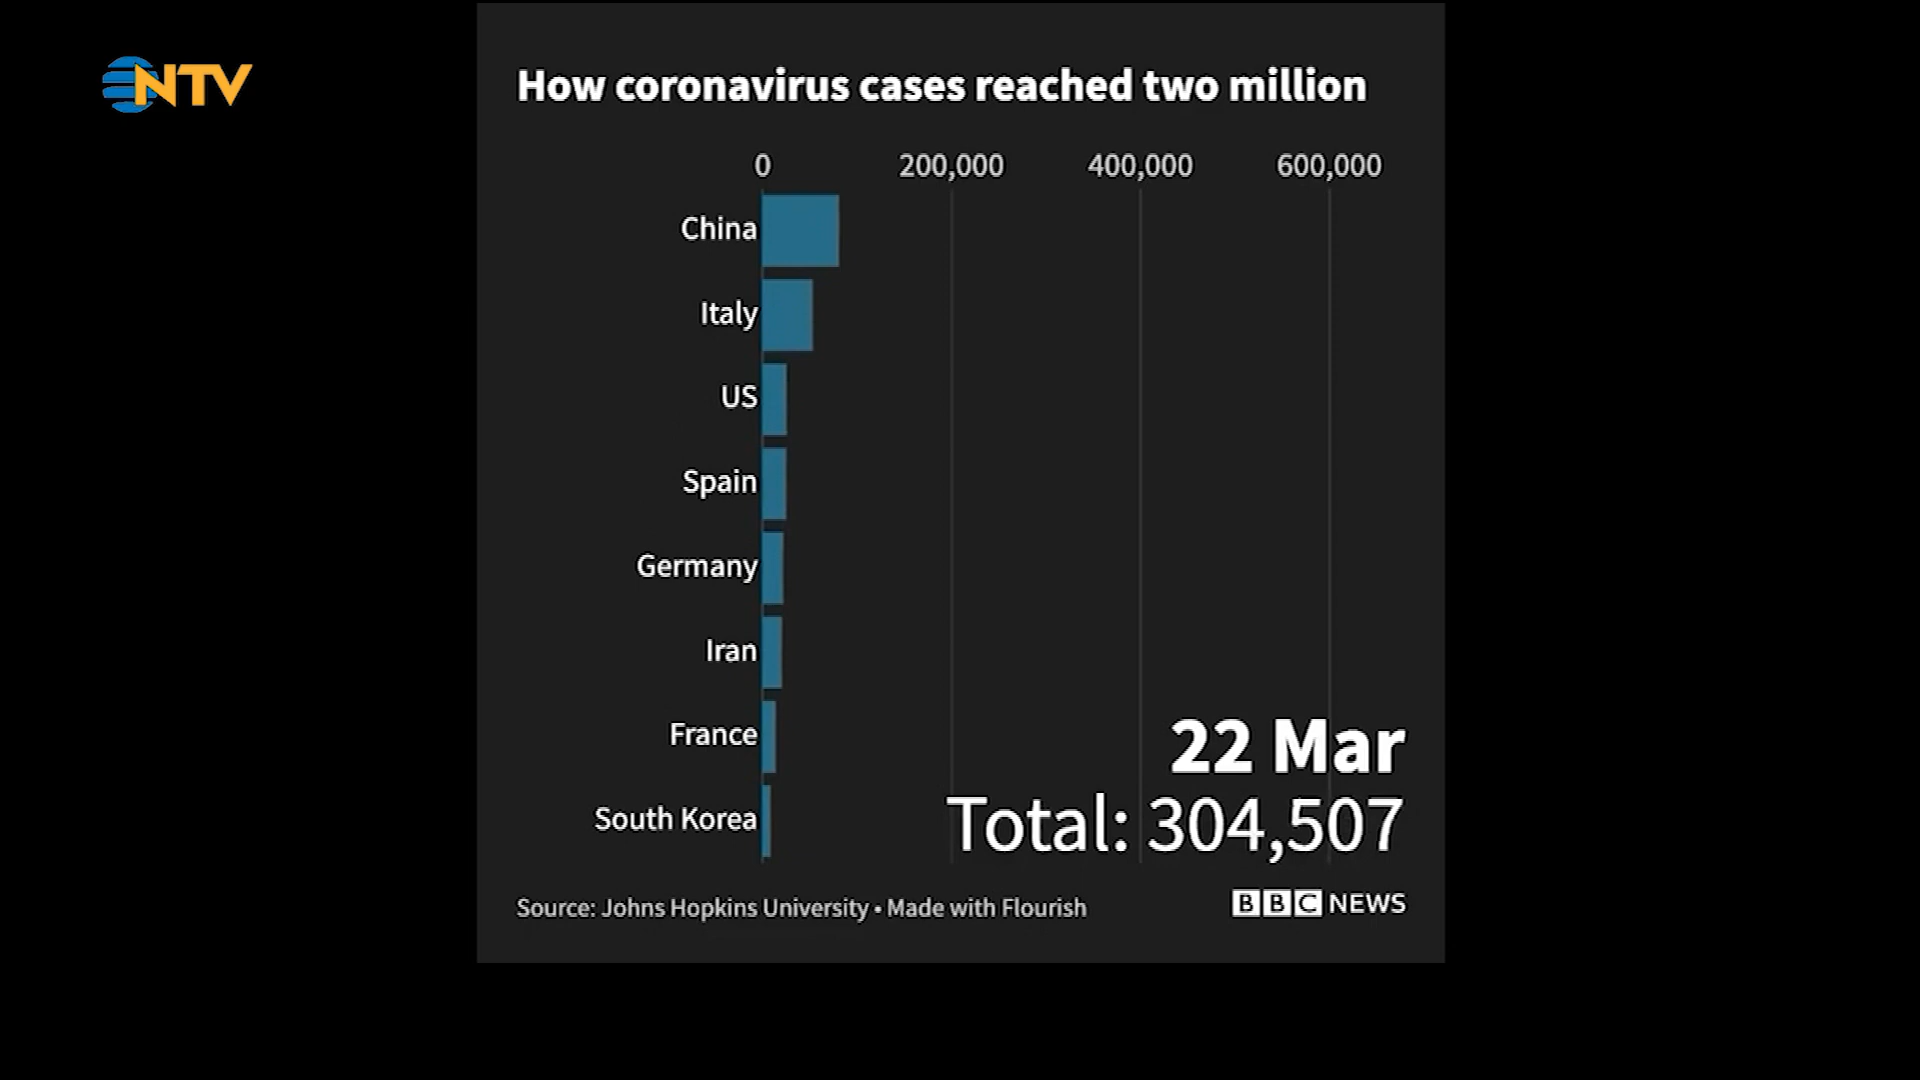 NTV
How coronavirus cases reached two million
0 200,000 400,000 600,000
China
Italy
US
Spain
Germany
Iran
France
South Korea
22 Mar
Total: 304,507
Source: Johns Hopkins University • Made with Flourish
BBC NEWS